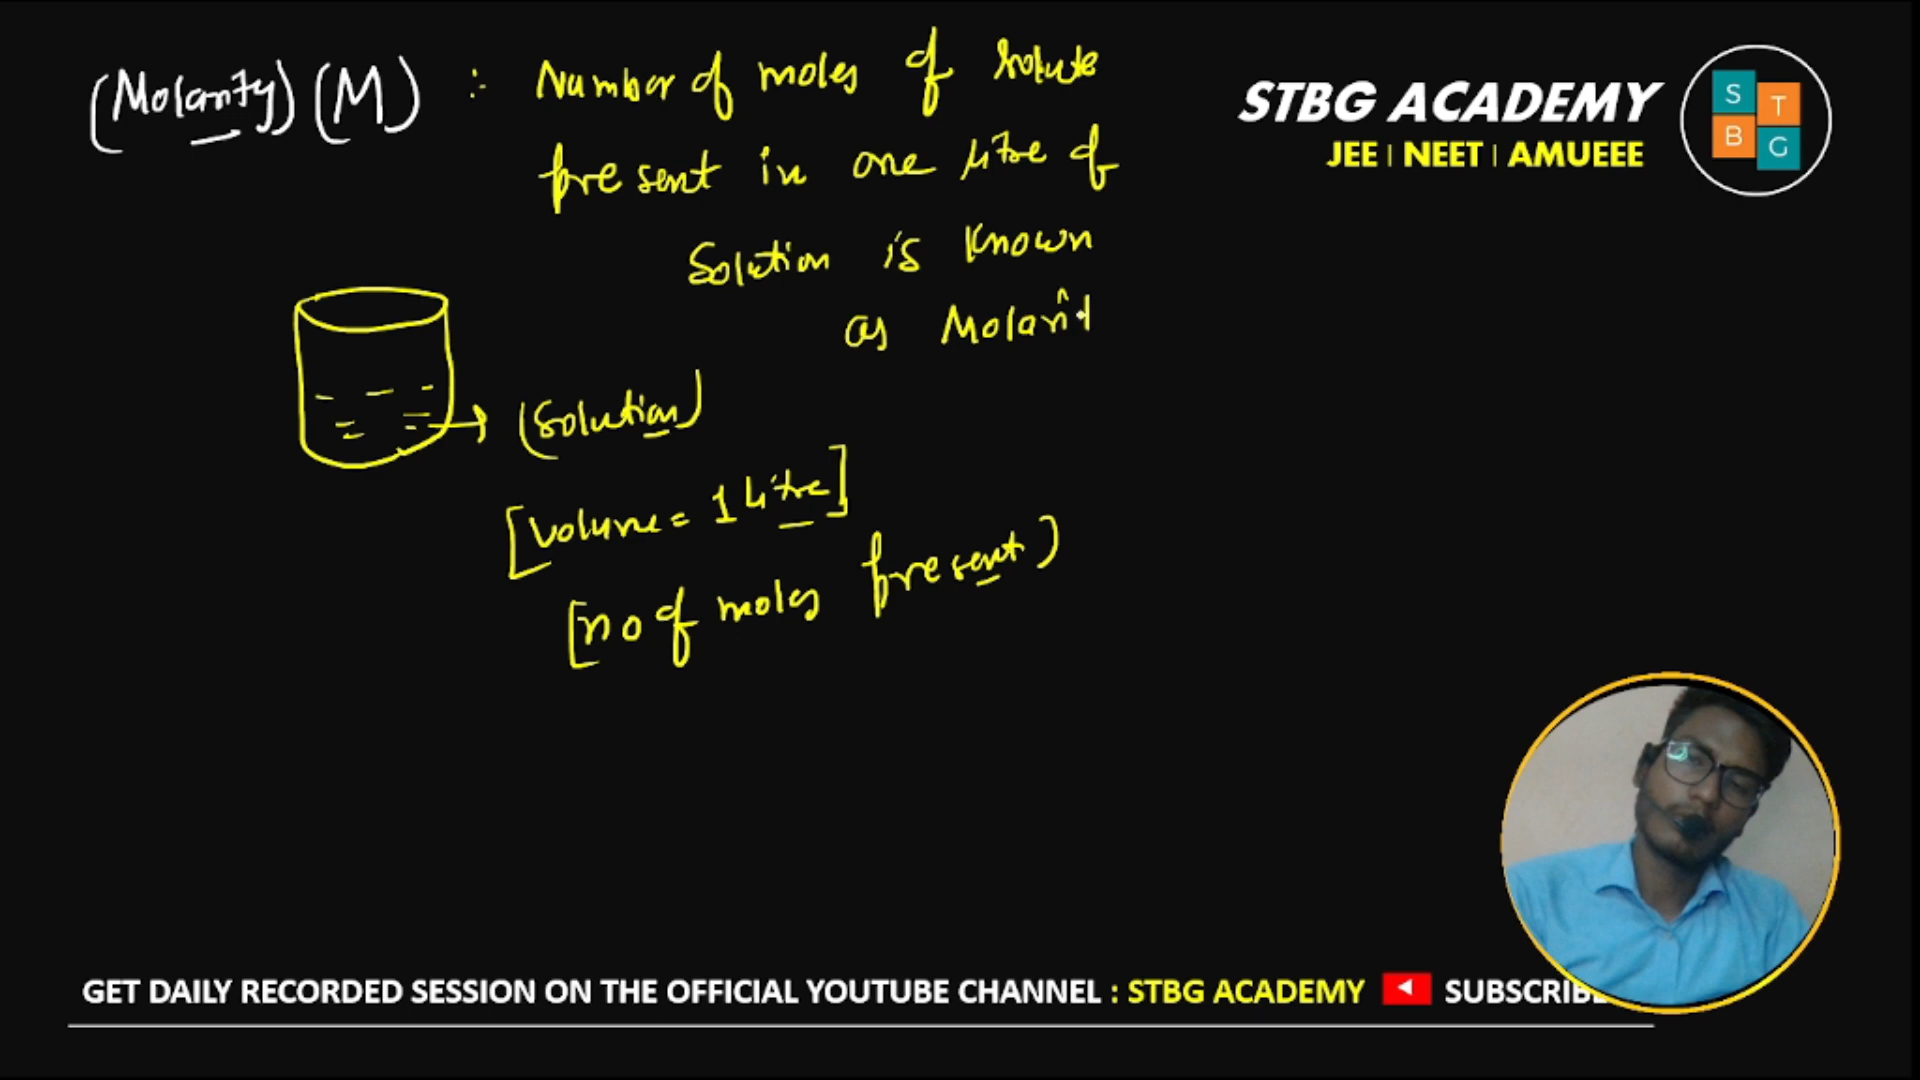 (Molarity) (M) :- Number of moles of solute
present in one litre of
Solution is known
as Molarit
(Solution)
[Volume = 1 Litre]
[no of moles present)
STBG ACADEMY
JEE | NEET | AMUEEE
S T
B G
GET DAILY RECORDED SESSION ON THE OFFICIAL YOUTUBE CHANNEL : STBG ACADEMY SUBSCRIBE